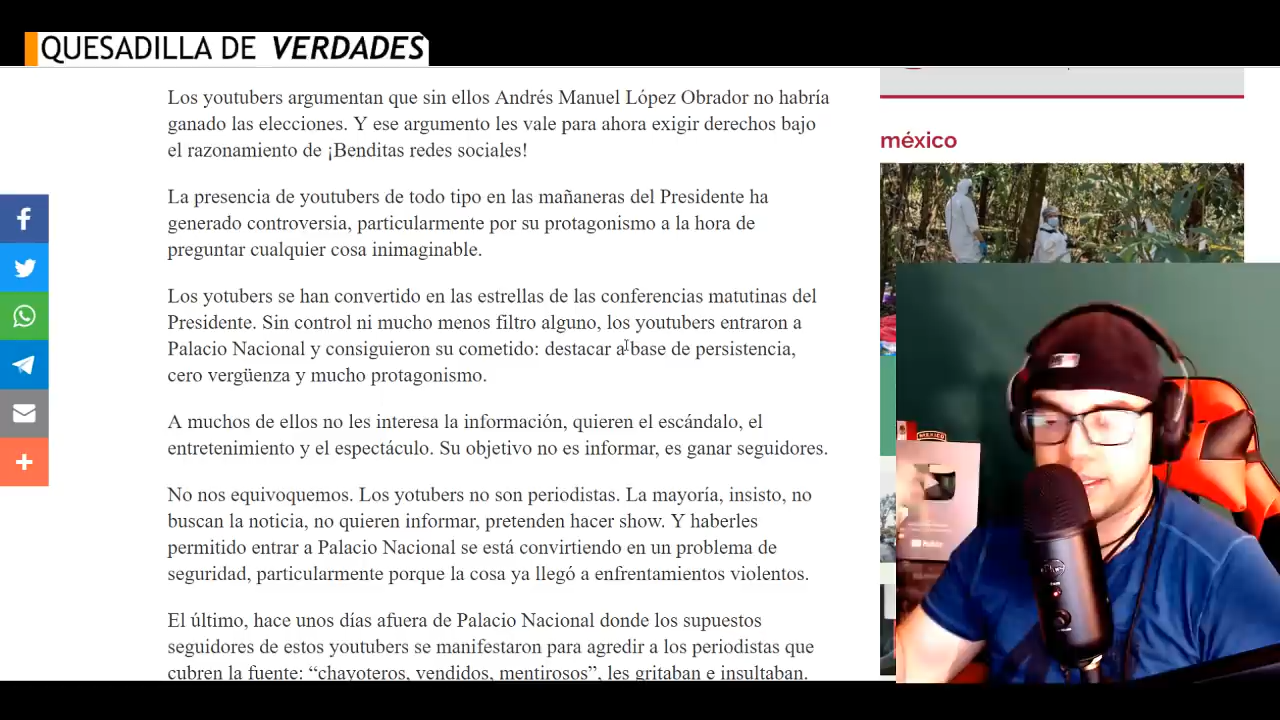 QUESADILLA DE VERDADES
Los youtubers argumentan que sin ellos Andrés Manuel López Obrador no habría
ganado las elecciones. Y ese argumento les vale para ahora exigir derechos bajo
el razonamiento de ¡Benditas redes sociales!
La presencia de youtubers de todo tipo en las mañaneras del Presidente ha
generado controversia, particularmente por su protagonismo a la hora de
preguntar cualquier cosa inimaginable.
Los yotubers se han convertido en las estrellas de las conferencias matutinas del
Presidente. Sin control ni mucho menos filtro alguno, los youtubers entraron a
Palacio Nacional y consiguieron su cometido: destacar a base de persistencia,
cero vergüenza y mucho protagonismo.
A muchos de ellos no les interesa la información, quieren el escándalo, el
entretenimiento y el espectáculo. Su objetivo no es informar, es ganar seguidores.
No nos equivoquemos. Los yotubers no son periodistas. La mayoría, insisto, no
buscan la noticia, no quieren informar, pretenden hacer show. Y haberles
permitido entrar a Palacio Nacional se está convirtiendo en un problema de
seguridad, particularmente porque la cosa ya llegó a enfrentamientos violentos.
El último, hace unos días afuera de Palacio Nacional donde los supuestos
seguidores de estos youtubers se manifestaron para agredir a los periodistas que
cubren la fuente: “chayoteros, vendidos, mentirosos”, les gritaban e insultaban.
méxico
MEXICO
YouTube